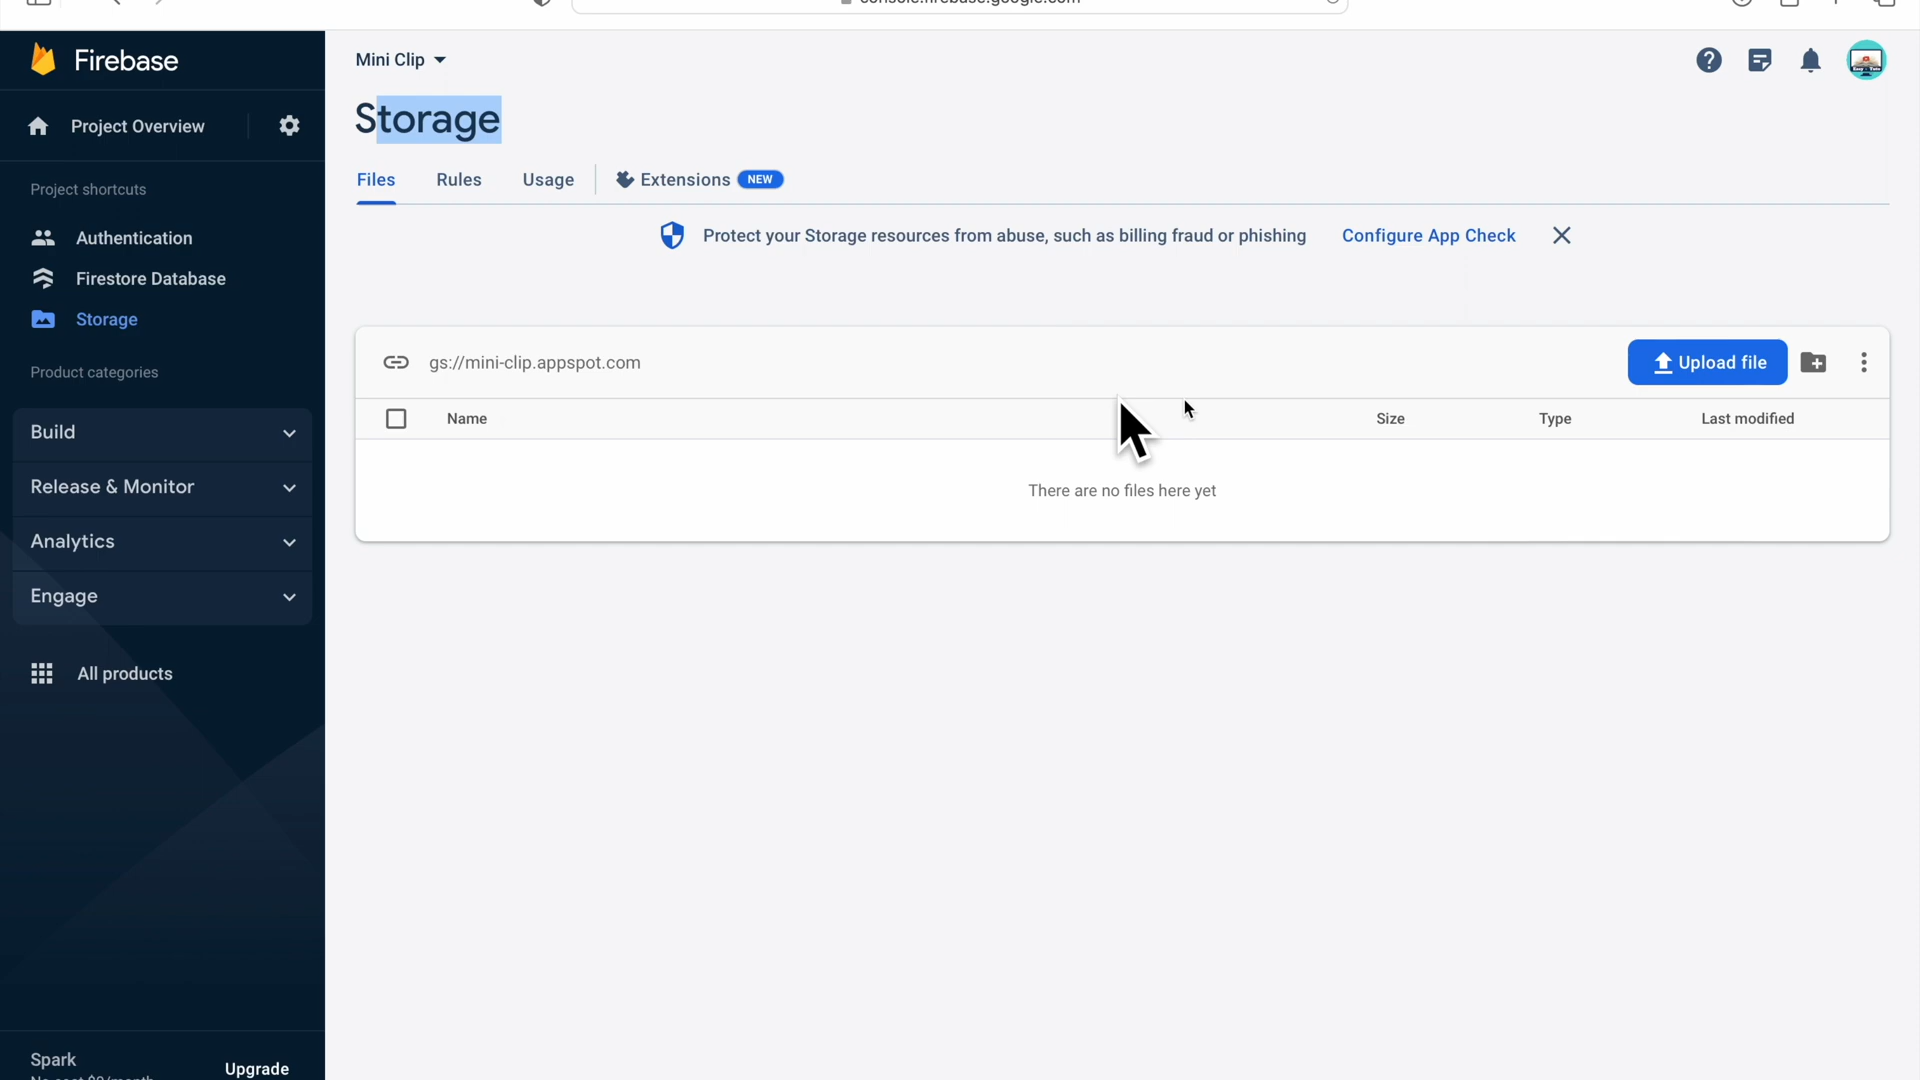 Firebase
Project Overview
Project shortcuts
Authentication
Firestore Database
Storage
Product categories
Build
Release & Monitor
Analytics
Engage
All products
Spark
Upgrade
Mini Clip
Storage
Files Rules Usage Extensions NEW
Protect your Storage resources from abuse, such as billing fraud or phishing Configure App Check
gs://mini-clip.appspot.com Upload file
Name Size Type Last modified
There are no files here yet